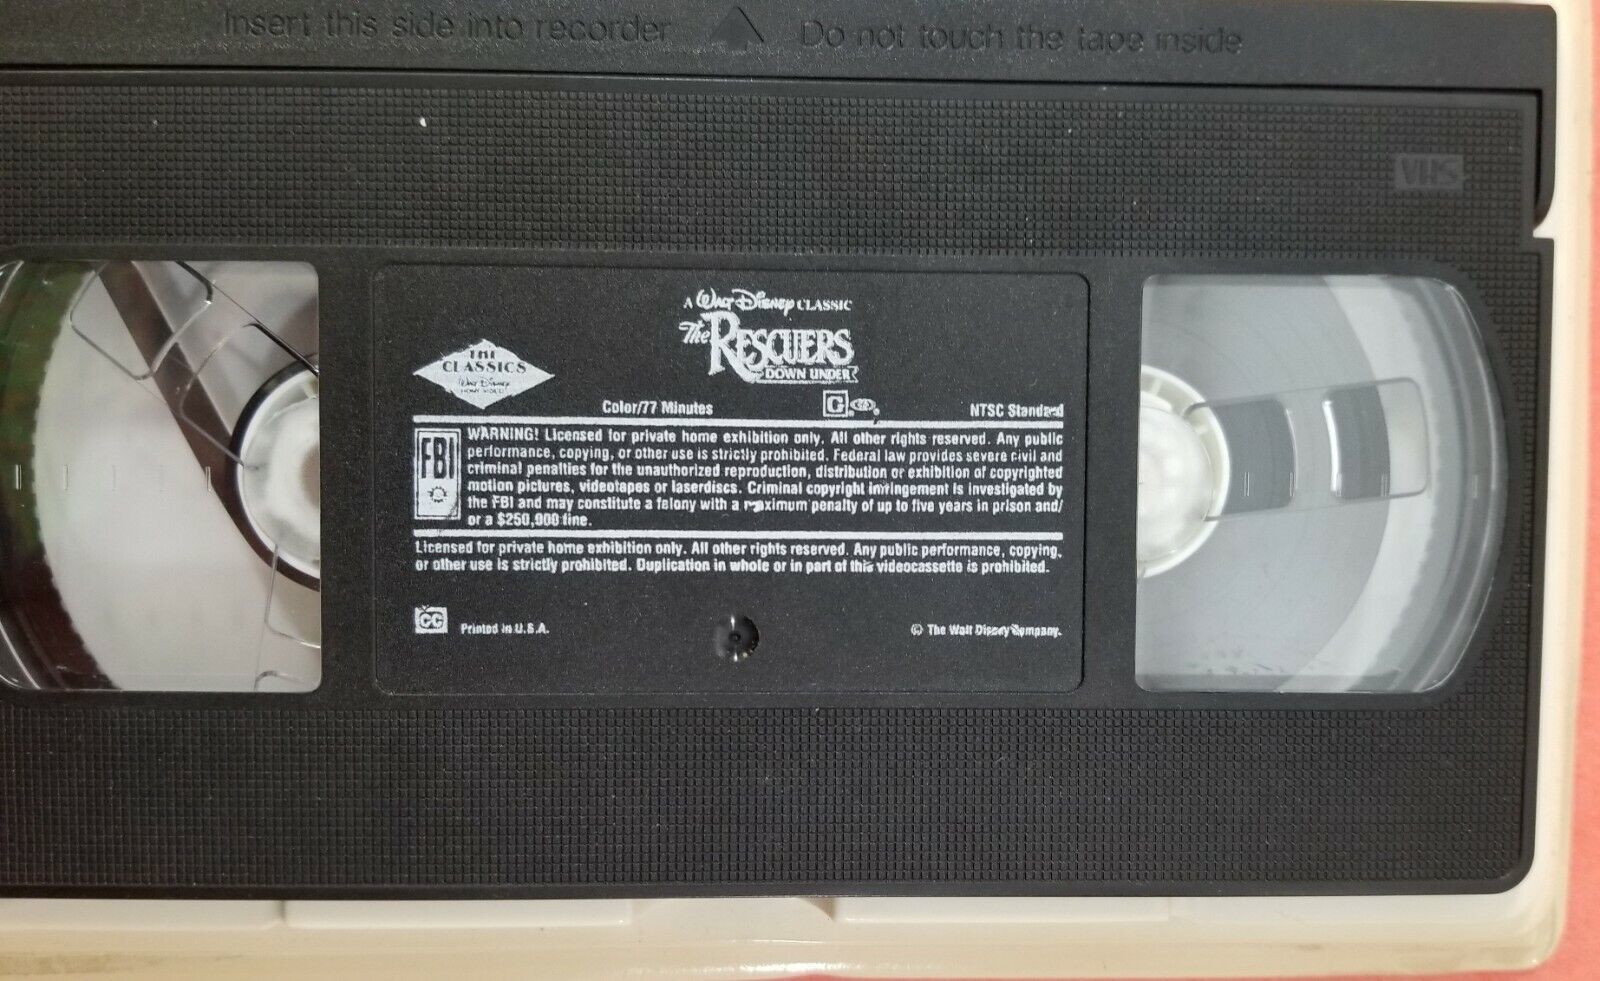 Insert this side into recorder Do not touch the tape inside
VHS
A Walt Disney CLASSIC
The RESCUERS
DOWN UNDER
THE
CLASSICS
Walt Disney
HOME VIDEO
Color/77 Minutes G NTSC Standard
FBI
WARNING! Licensed for private home exhibition only. All other rights reserved. Any public
performance, copying, or other use is strictly prohibited. Federal law provides severe civil and
criminal penalties for the unauthorized reproduction, distribution or exhibition of copyrighted
motion pictures, videotapes or laserdiscs. Criminal copyright infringement is investigated by
the FBI and may constitute a felony with a maximum penalty of up to five years in prison and/
or a $250,000 fine.
Licensed for private home exhibition only. All other rights reserved. Any public performance, copying,
or other use is strictly prohibited. Duplication in whole or in part of this videocassette is prohibited.
CC Printed in U.S.A. © The Walt Disney Company.